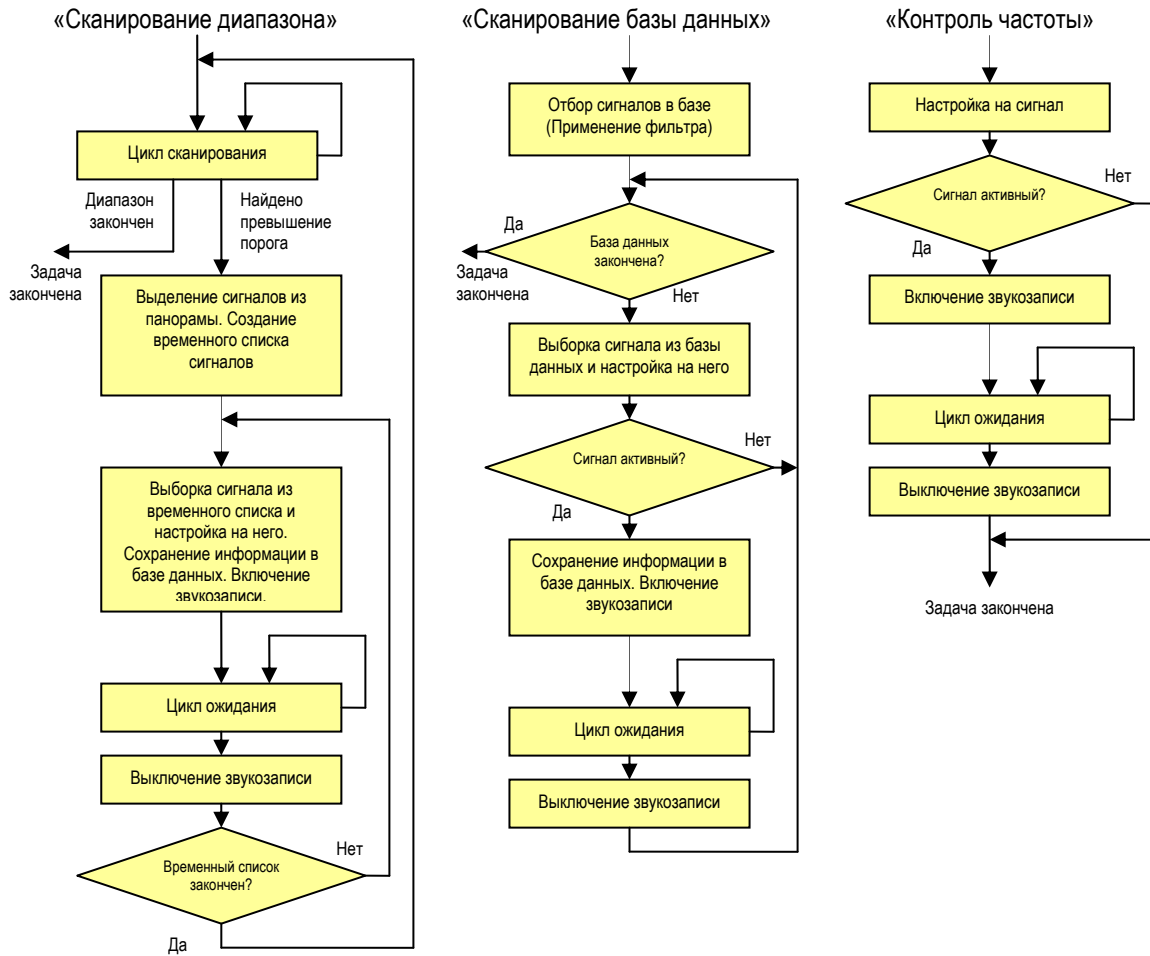 «Сканирование диапазона»
Цикл сканирования
Диапазон
закончен
Найдено
превышение
порога
Задача
закончена
Выделение сигналов из
панорамы. Создание
временного списка
сигналов
Выборка сигнала из
временного списка и
настройка на него.
Сохранение информации в
базе данных. Включение
звукозаписи.
Цикл ожидания
Выключение звукозаписи
Временный список
закончен?
Нет
Да
«Сканирование базы данных»
Отбор сигналов в базе
(Применение фильтра)
Да
База данных
закончена?
Задача
закончена
Нет
Выборка сигнала из базы
данных и настройка на него
Сигнал активный?
Нет
Да
Сохранение информации в
базе данных. Включение
звукозаписи
Цикл ожидания
Выключение звукозаписи
«Контроль частоты»
Настройка на сигнал
Сигнал активный?
Нет
Да
Включение звукозаписи
Цикл ожидания
Выключение звукозаписи
Задача закончена